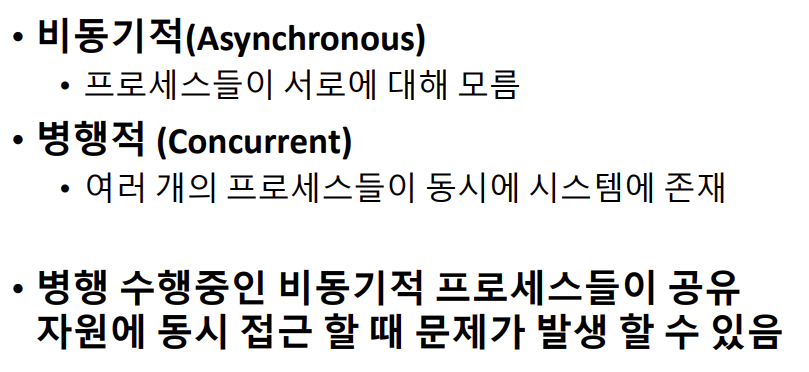 • 비동기적(Asynchronous)
• 프로세스들이 서로에 대해 모름
• 병행적 (Concurrent)
• 여러 개의 프로세스들이 동시에 시스템에 존재
• 병행 수행중인 비동기적 프로세스들이 공유
자원에 동시 접근 할 때 문제가 발생 할 수 있음